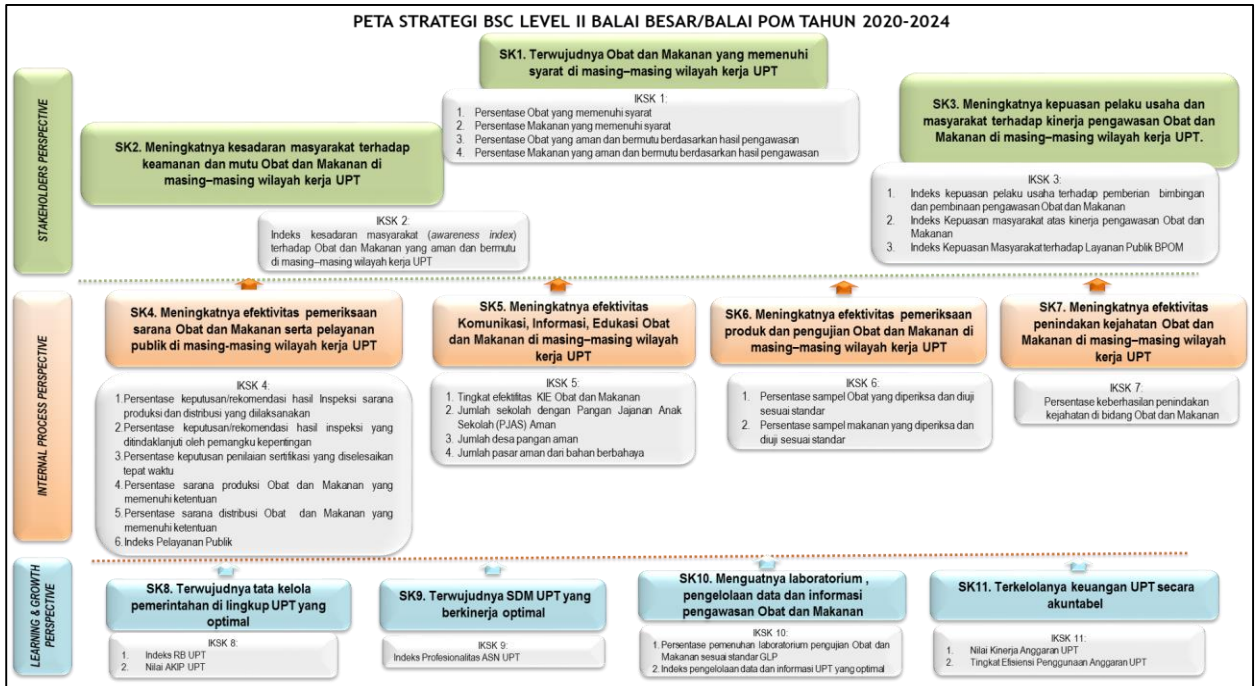 PETA STRATEGI BSC LEVEL II BALAI BESAR/BALAI POM TAHUN 2020-2024
STAKEHOLDERS PERSPECTIVE
SK1. Terwujudnya Obat dan Makanan yang memenuhi
syarat di masing–masing wilayah kerja UPT
IKSK 1:
1. Persentase Obat yang memenuhi syarat
2. Persentase Makanan yang memenuhi syarat
3. Persentase Obat yang aman dan bermutu berdasarkan hasil pengawasan
4. Persentase Makanan yang aman dan bermutu berdasarkan hasil pengawasan
SK2. Meningkatnya kesadaran masyarakat terhadap
keamanan dan mutu Obat dan Makanan di
masing–masing wilayah kerja UPT
IKSK 2:
Indeks kesadaran masyarakat (awareness index)
terhadap Obat dan Makanan yang aman dan bermutu
di masing–masing wilayah kerja UPT
SK3. Meningkatnya kepuasan pelaku usaha dan
masyarakat terhadap kinerja pengawasan Obat dan
Makanan di masing–masing wilayah kerja UPT.
IKSK 3:
1. Indeks kepuasan pelaku usaha terhadap pemberian bimbingan
dan pembinaan pengawasan Obat dan Makanan
2. Indeks Kepuasan masyarakat atas kinerja pengawasan Obat dan
Makanan
3. Indeks Kepuasan Masyarakat terhadap Layanan Publik BPOM
INTERNAL PROCESS PERSPECTIVE
SK4. Meningkatnya efektivitas pemeriksaan
sarana Obat dan Makanan serta pelayanan
publik di masing-masing wilayah kerja UPT
IKSK 4:
1. Persentase keputusan/rekomendasi hasil Inspeksi sarana
produksi dan distribusi yang dilaksanakan
2. Persentase keputusan/rekomendasi hasil inspeksi yang
ditindaklanjuti oleh pemangku kepentingan
3. Persentase keputusan penilaian sertifikasi yang diselesaikan
tepat waktu
4. Persentase sarana produksi Obat dan Makanan yang
memenuhi ketentuan
5. Persentase sarana distribusi Obat dan Makanan yang
memenuhi ketentuan
6. Indeks Pelayanan Publik
SK5. Meningkatnya efektivitas
Komunikasi, Informasi, Edukasi Obat
dan Makanan di masing–masing wilayah
kerja UPT
IKSK 5:
1. Tingkat efektifitas KIE Obat dan Makanan
2. Jumlah sekolah dengan Pangan Jajanan Anak
Sekolah (PJAS) Aman
3. Jumlah desa pangan aman
4. Jumlah pasar aman dari bahan berbahaya
SK6. Meningkatnya efektivitas pemeriksaan
produk dan pengujian Obat dan Makanan di
masing–masing wilayah kerja UPT
IKSK 6:
1. Persentase sampel Obat yang diperiksa dan diuji
sesuai standar
2. Persentase sampel makanan yang diperiksa dan
diuji sesuai standar
SK7. Meningkatnya efektivitas
penindakan kejahatan Obat dan
Makanan di masing–masing wilayah
kerja UPT
IKSK 7:
Persentase keberhasilan penindakan
kejahatan di bidang Obat dan Makanan
LEARNING & GROWTH
PERSPECTIVE
SK8. Terwujudnya tata kelola
pemerintahan di lingkup UPT yang
optimal
IKSK 8:
1. Indeks RB UPT
2. Nilai AKIP UPT
SK9. Terwujudnya SDM UPT yang
berkinerja optimal
IKSK 9:
Indeks Profesionalitas ASN UPT
SK10. Menguatnya laboratorium ,
pengelolaan data dan informasi
pengawasan Obat dan Makanan
IKSK 10:
1. Persentase pemenuhan laboratorium pengujian Obat dan
Makanan sesuai standar GLP
2. Indeks pengelolaan data dan informasi UPT yang optimal
SK11. Terkelolanya keuangan UPT secara
akuntabel
IKSK 11:
1. Nilai Kinerja Anggaran UPT
2. Tingkat Efisiensi Penggunaan Anggaran UPT